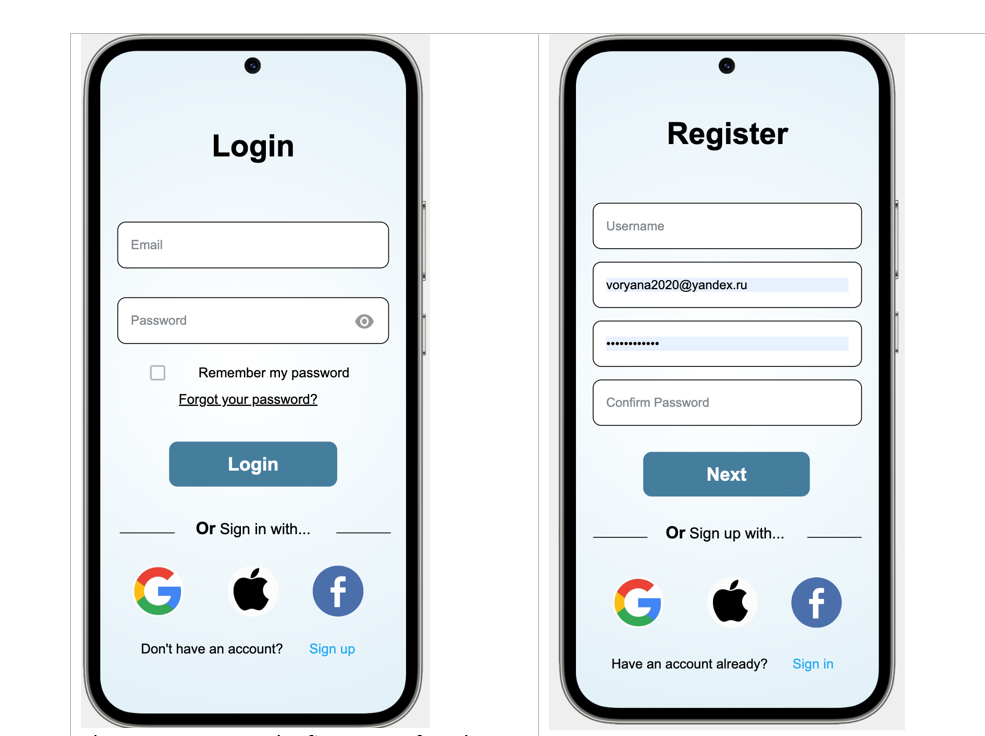 Login
Email
Password
Remember my password
Forgot your password?
Login
Or Sign in with...
Don't have an account? Sign up
Register
Username
voryana2020@yandex.ru
••••••••••••
Confirm Password
Next
Or Sign up with...
Have an account already? Sign in